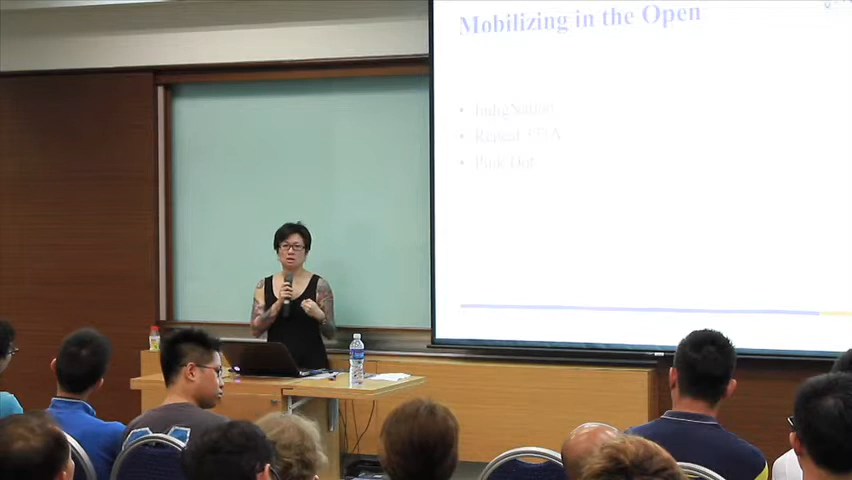 Mobilizing in the Open
• IndigNation
• Repeal 377A
• Pink Dot